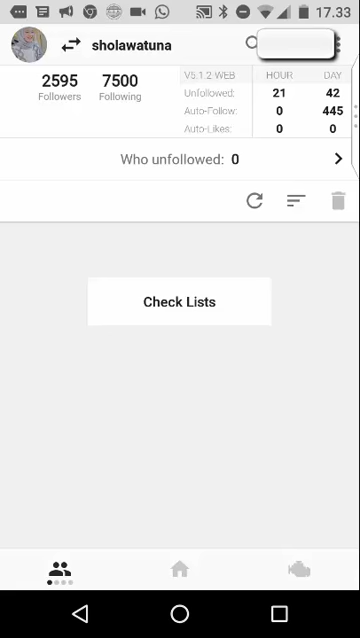 17.33
sholawatuna
2595 7500 V5.1.2 WEB HOUR DAY
Followers Following Unfollowed: 21 42
Auto-Follow: 0 445
Auto-Likes: 0 0
Who unfollowed: 0
Check Lists